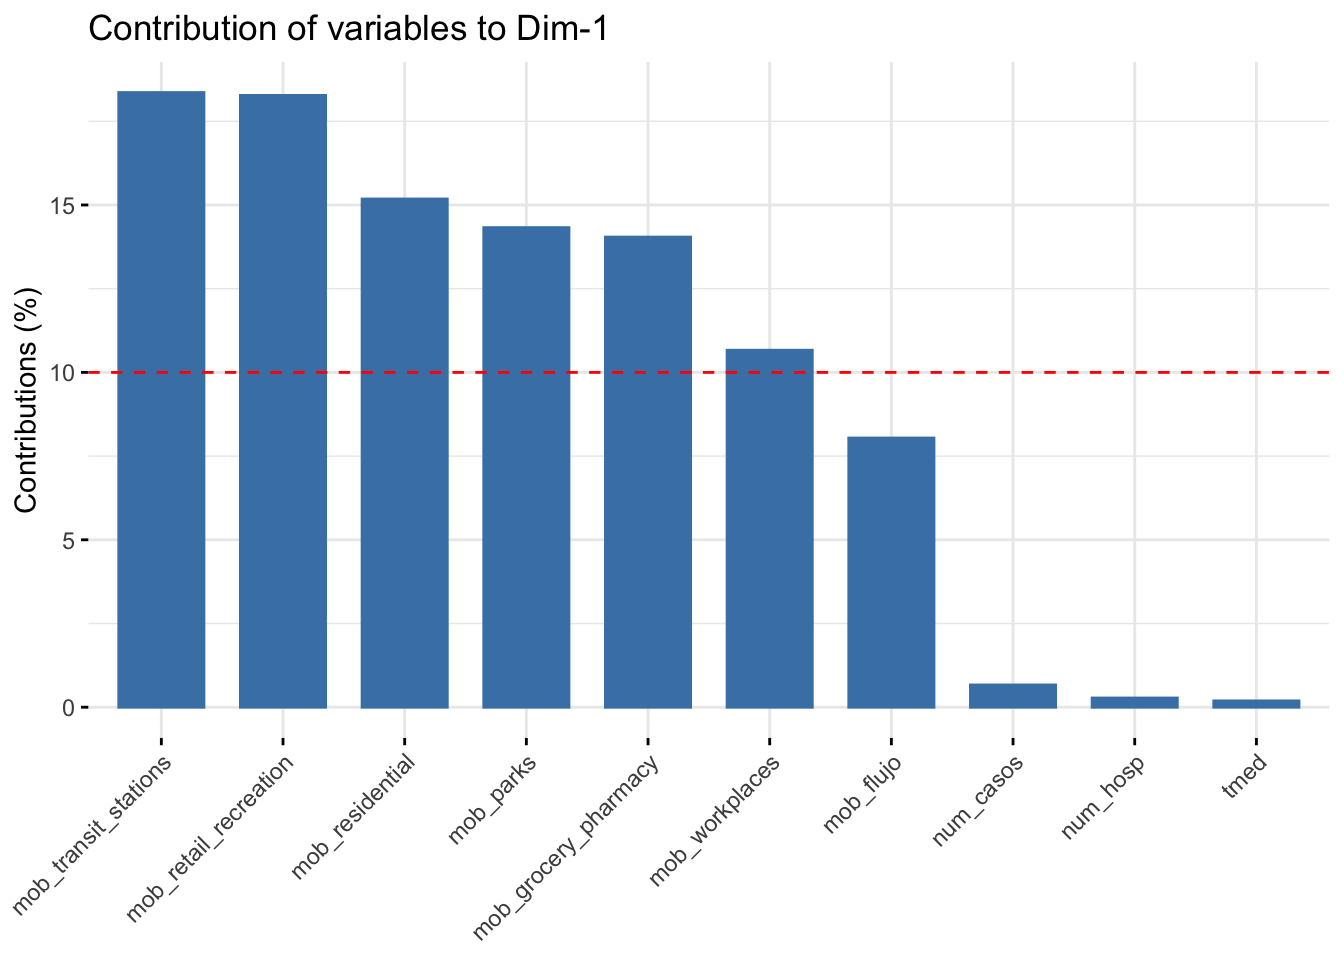 Contribution of variables to Dim-1
Contributions (%)
15
10
5
0
mob_transit_stations
mob_retail_recreation
mob_residential
mob_parks
mob_grocery_pharmacy
mob_workplaces
mob_flujo
num_casos
num_hosp
tmed